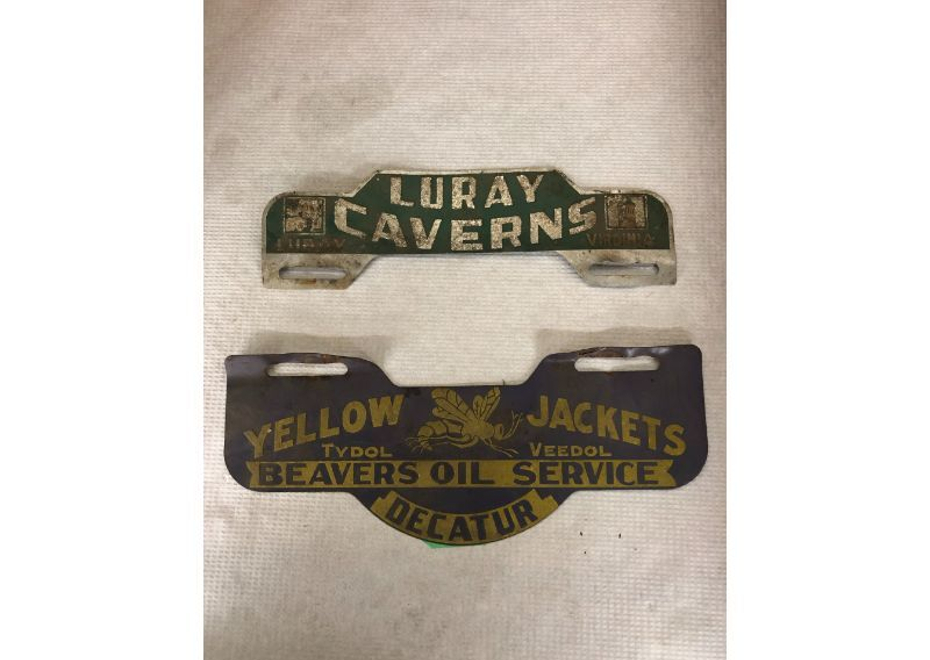 LURAY
CAVERNS
LURAY VIRGINIA
YELLOW JACKETS
TYDOL VEEDOL
BEAVERS OIL SERVICE
DECATUR